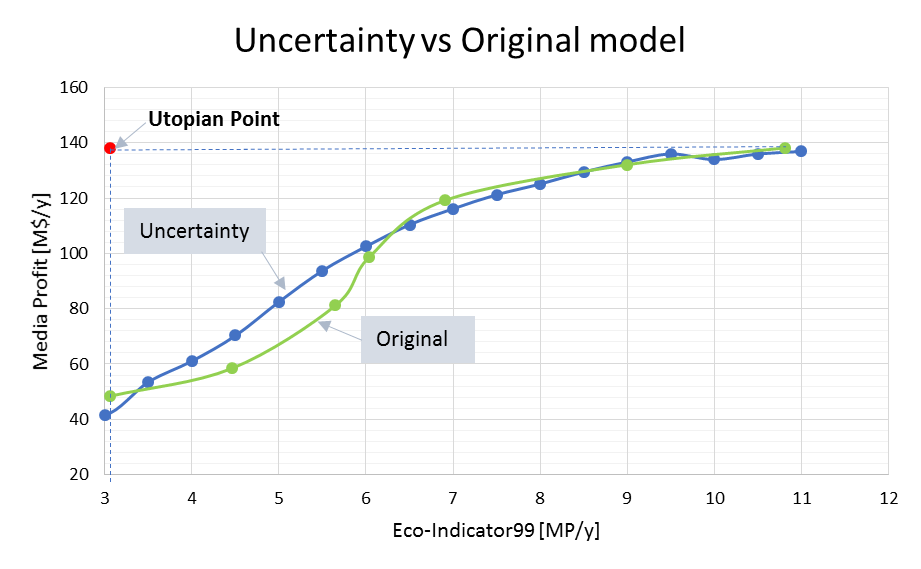 Uncertainty vs Original model
160
140
120
100
80
60
40
20
Media Profit [M$/y]
Utopian Point
Uncertainty
Original
3 4 5 6 7 8 9 10 11 12
Eco-Indicator99 [MP/y]